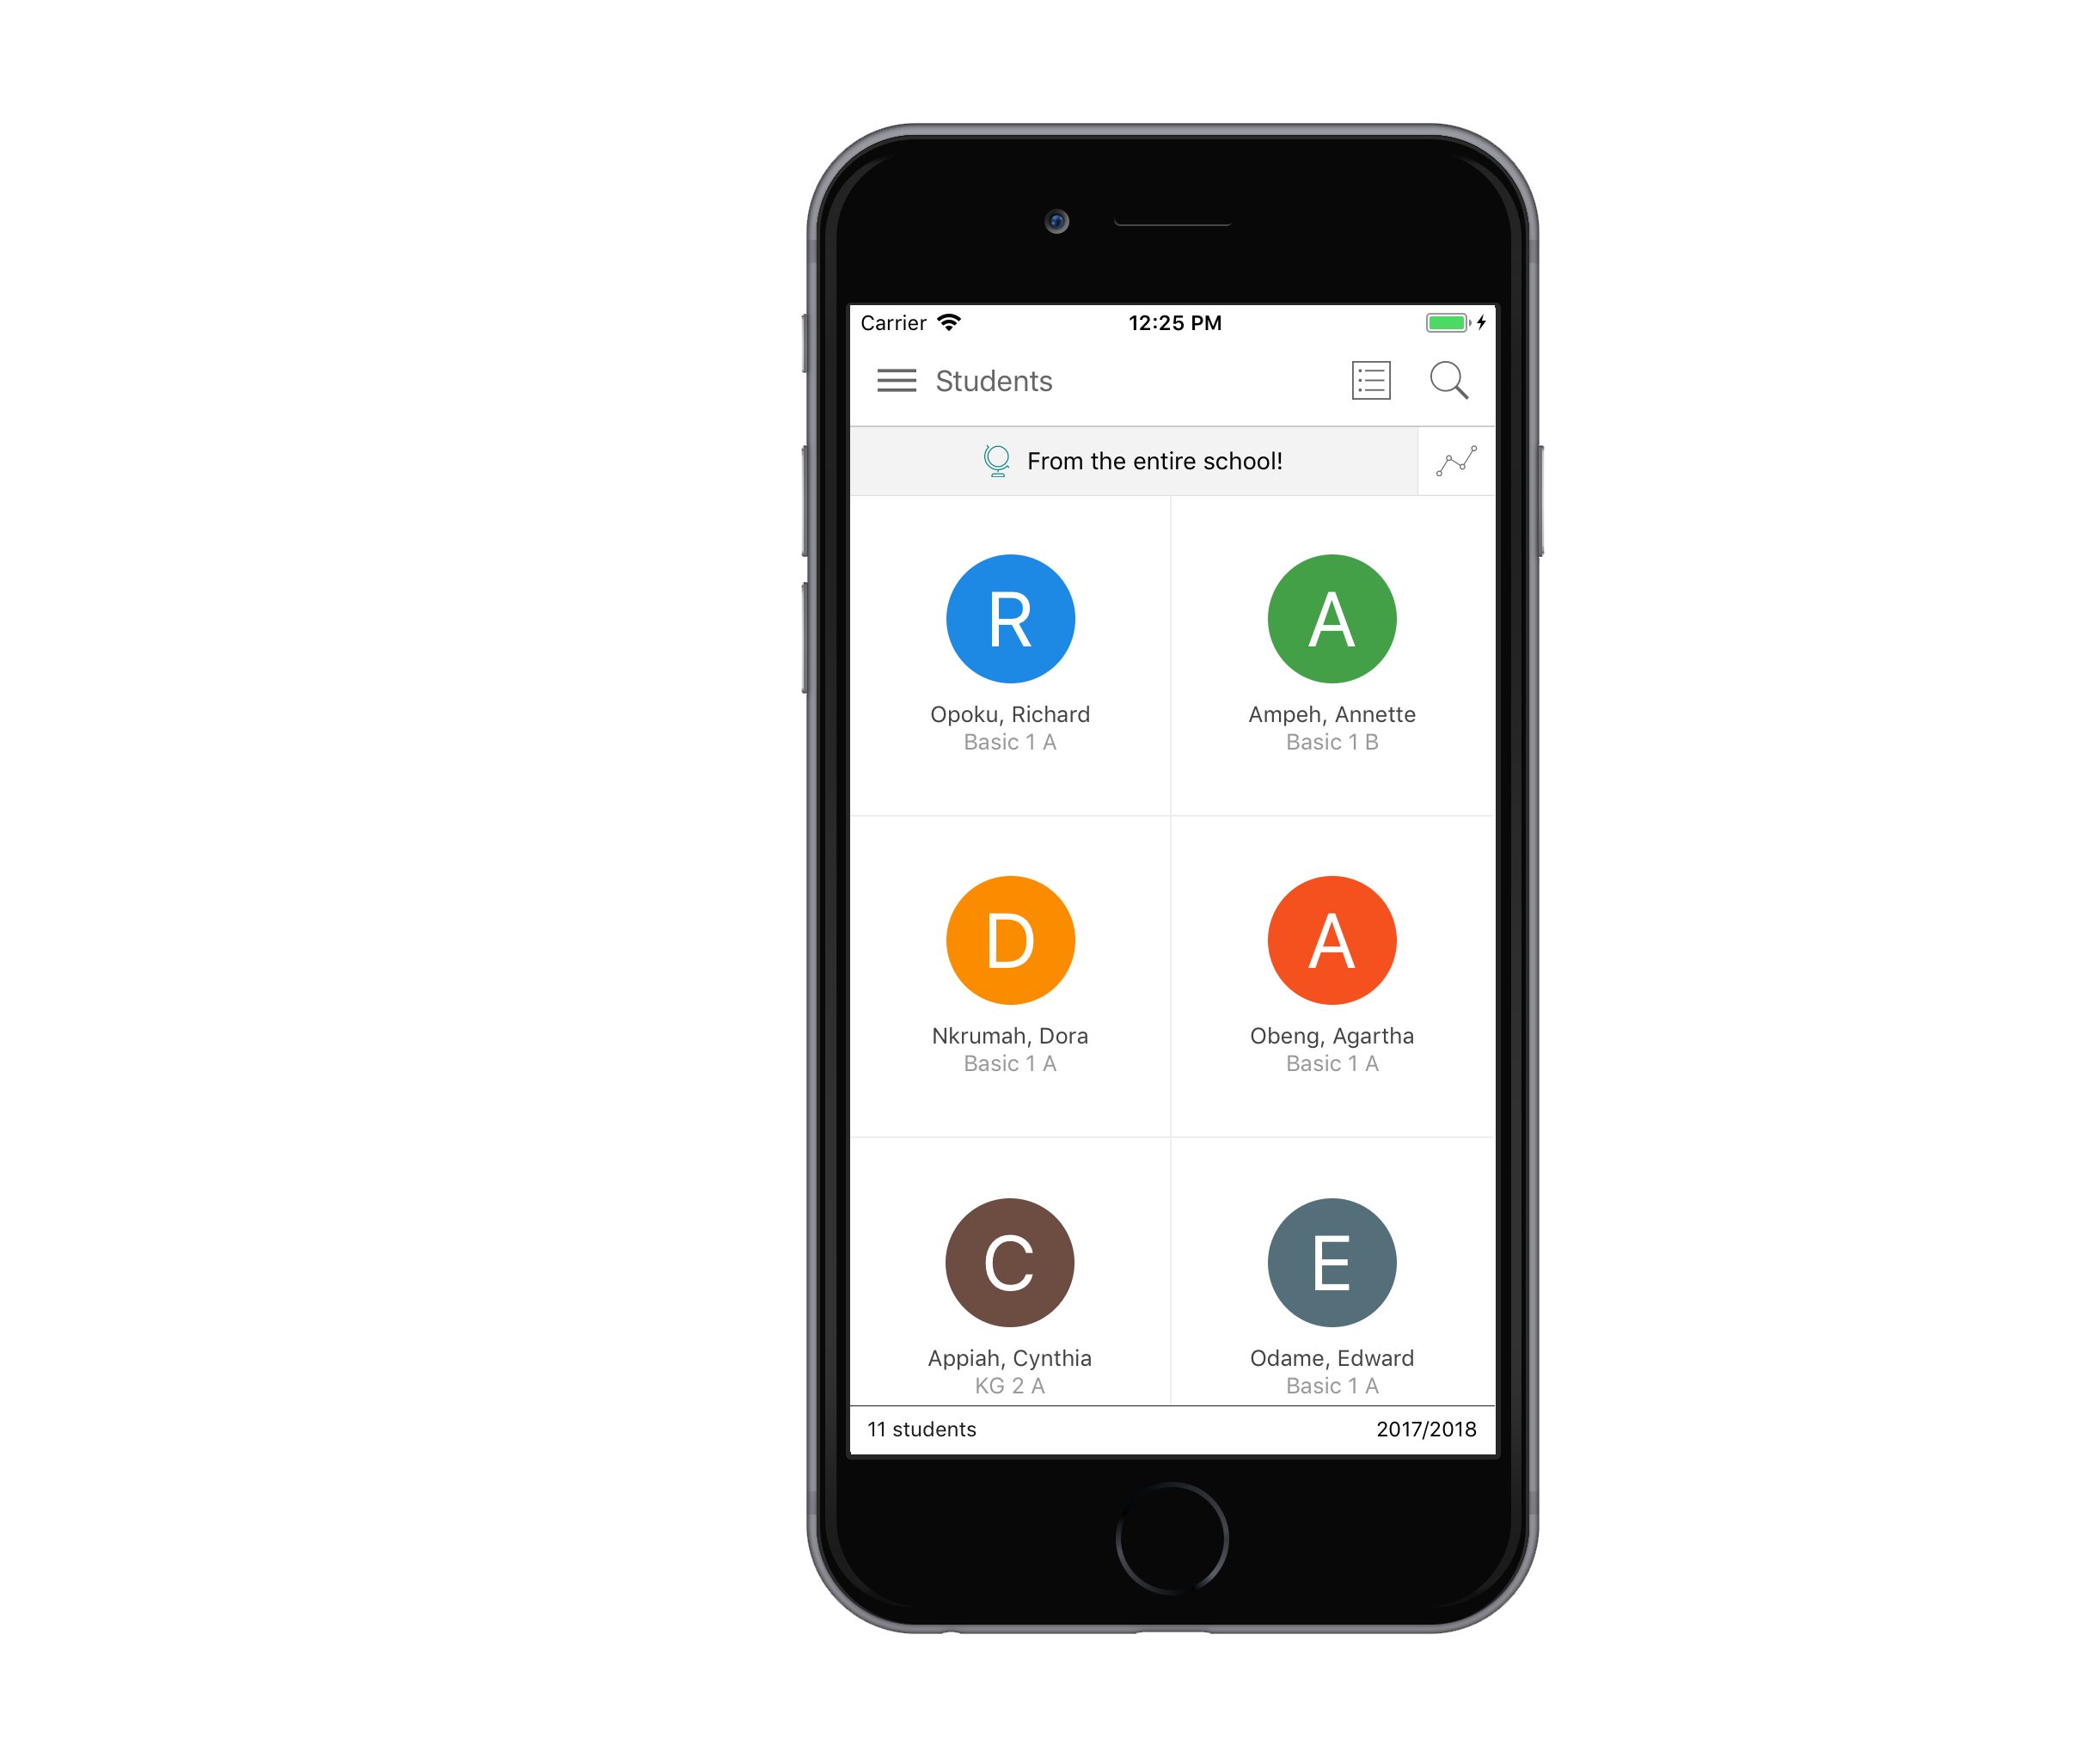 Carrier 12:25 PM
Students
From the entire school!
R A
Opoku, Richard Ampeh, Annette
Basic 1 A Basic 1 B
D A
Nkrumah, Dora Obeng, Agartha
Basic 1 A Basic 1 A
C E
Appiah, Cynthia Odame, Edward
KG 2 A Basic 1 A
11 students 2017/2018